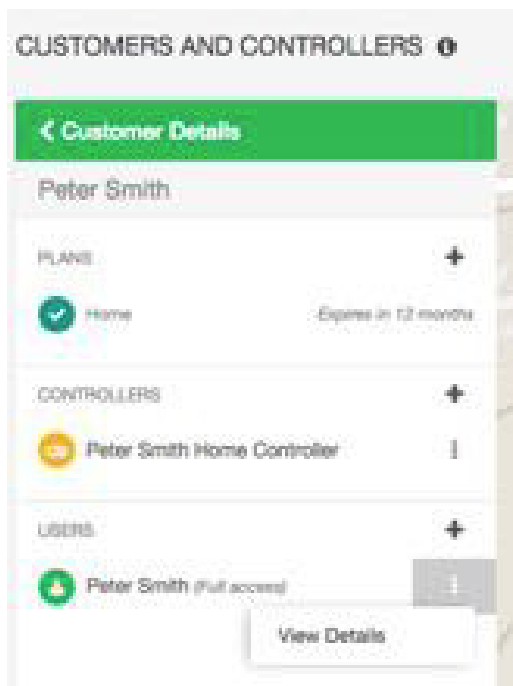 CUSTOMERS AND CONTROLLERS
Customer Details
Peter Smith
PLANS
Home Expires in 12 months
CONTROLLERS
Peter Smith Home Controller
USERS
Peter Smith (Full access)
View Details